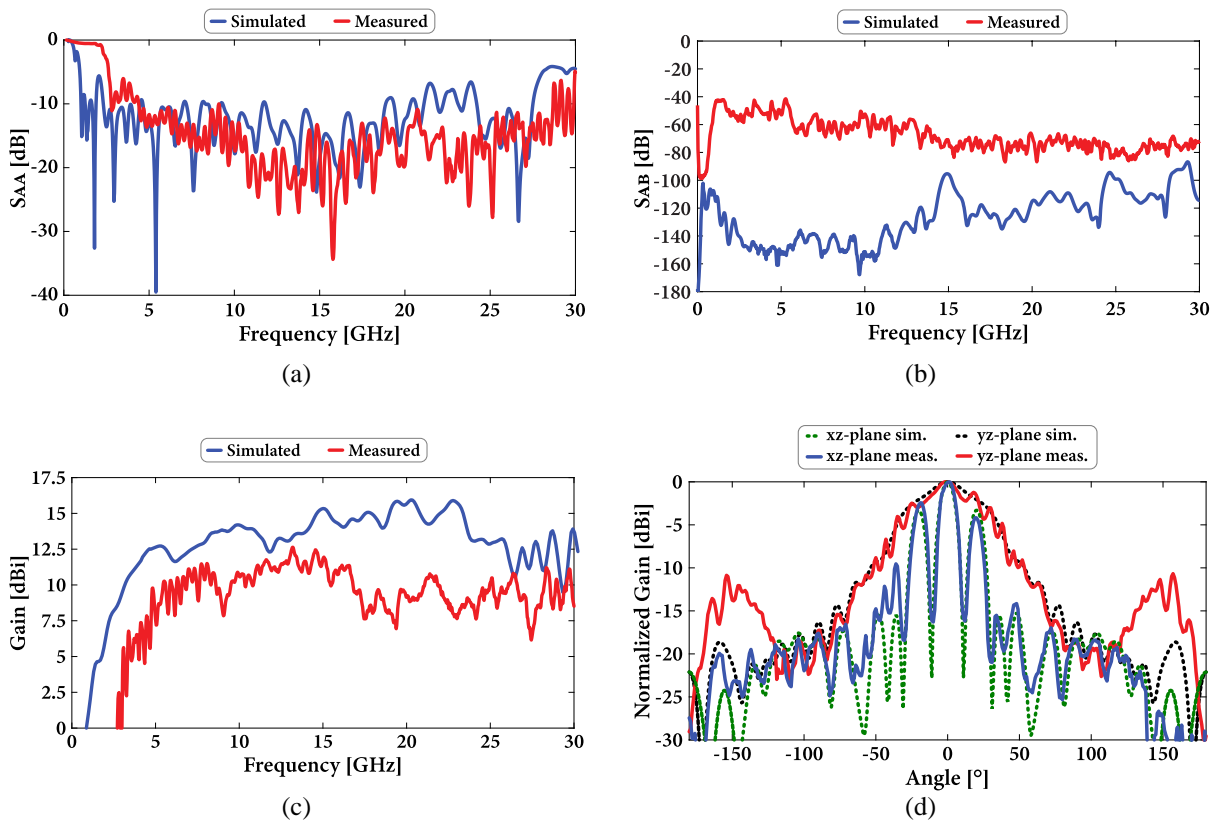 Simulated Measured
0
-10
-20
-30
-40
SAA [dB]
0 5 10 15 20 25 30
Frequency [GHz]
(a)
Simulated Measured
0
-20
-40
-60
-80
-100
-120
-140
-160
-180
SAB [dB]
0 5 10 15 20 25 30
Frequency [GHz]
(b)
Simulated Measured
17.5
15
12.5
10
7.5
5
2.5
0
Gain [dBi]
0 5 10 15 20 25 30
Frequency [GHz]
(c)
xz-plane sim. yz-plane sim.
xz-plane meas. yz-plane meas.
0
-5
-10
-15
-20
-25
-30
Normalized Gain [dBi]
-150 -100 -50 0 50 100 150
Angle [°]
(d)